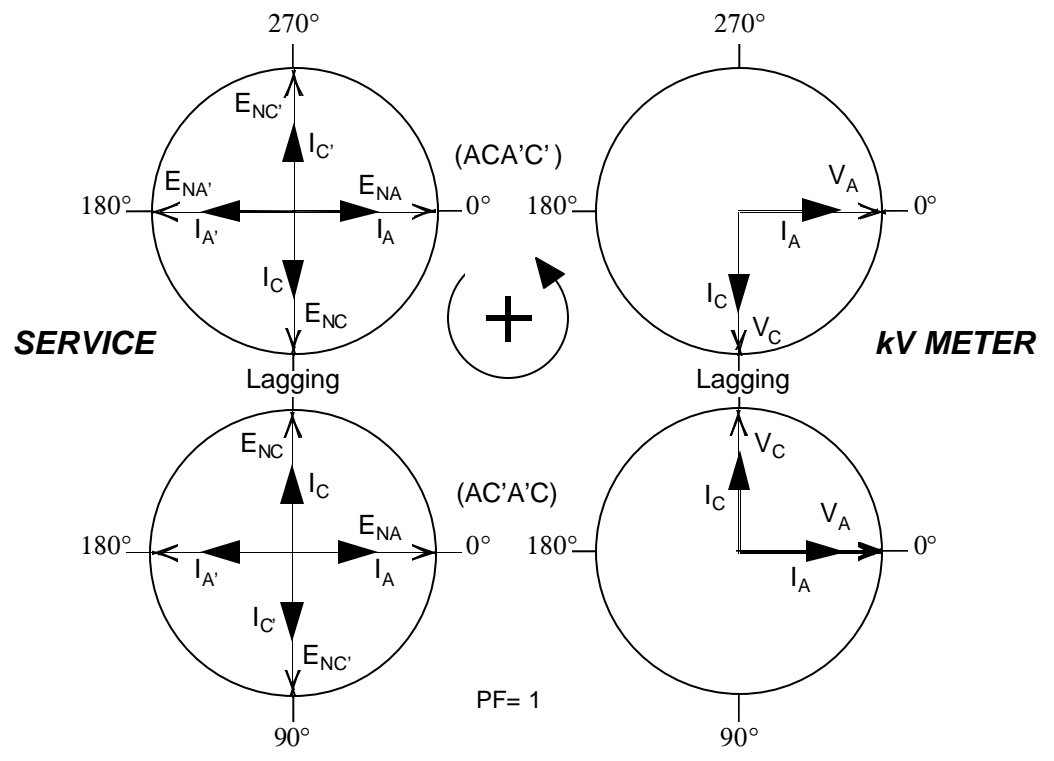 270° 270°
E_NC' I_C' (ACA'C' )
E_NA' E_NA V_A
180° 0° 180° 0°
I_A' I_A I_A
I_C I_C
E_NC V_C
SERVICE + kV METER
Lagging Lagging
E_NC V_C
I_C (AC'A'C) I_C
E_NA V_A
180° 0° 180° 0°
I_A' I_A I_A
I_C'
E_NC'
PF= 1
90° 90°